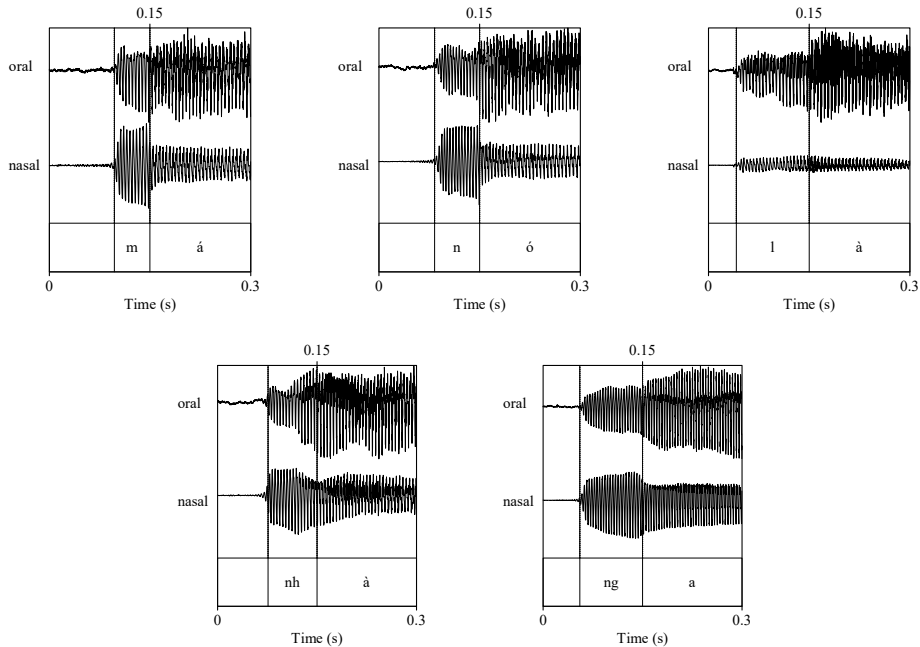 0.15 0.15 0.15
oral oral oral
nasal nasal nasal
m á n ó l à
0 0.3 0 0.3 0 0.3
Time (s) Time (s) Time (s)
0.15 0.15
oral oral
nasal nasal
nh à ng a
0 0.3 0 0.3
Time (s) Time (s)